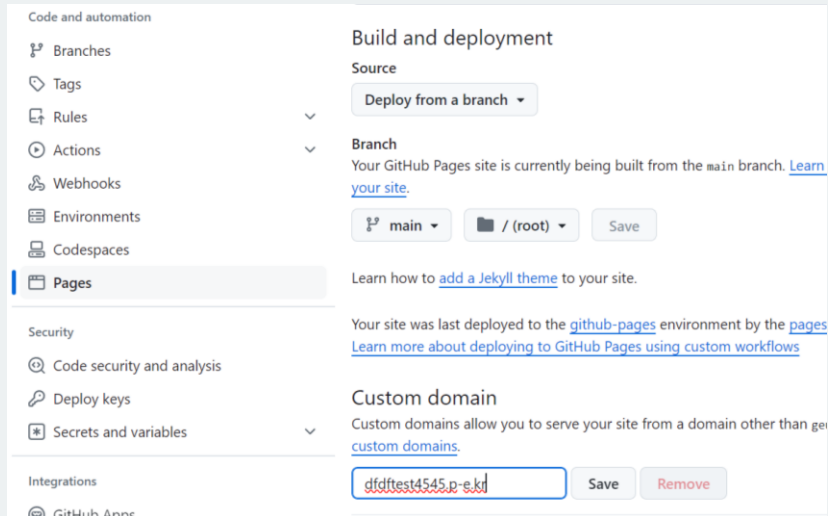 Code and automation
Branches
Tags
Rules
Actions
Webhooks
Environments
Codespaces
Pages
Security
Code security and analysis
Deploy keys
Secrets and variables
Integrations
GitHub Apps
Build and deployment
Source
Deploy from a branch
Branch
Your GitHub Pages site is currently being built from the main branch. Learn
your site.
main / (root) Save
Learn how to add a Jekyll theme to your site.
Your site was last deployed to the github-pages environment by the pages
Learn more about deploying to GitHub Pages using custom workflows
Custom domain
Custom domains allow you to serve your site from a domain other than
custom domains.
dfdftest4545.p-e.kr Save Remove